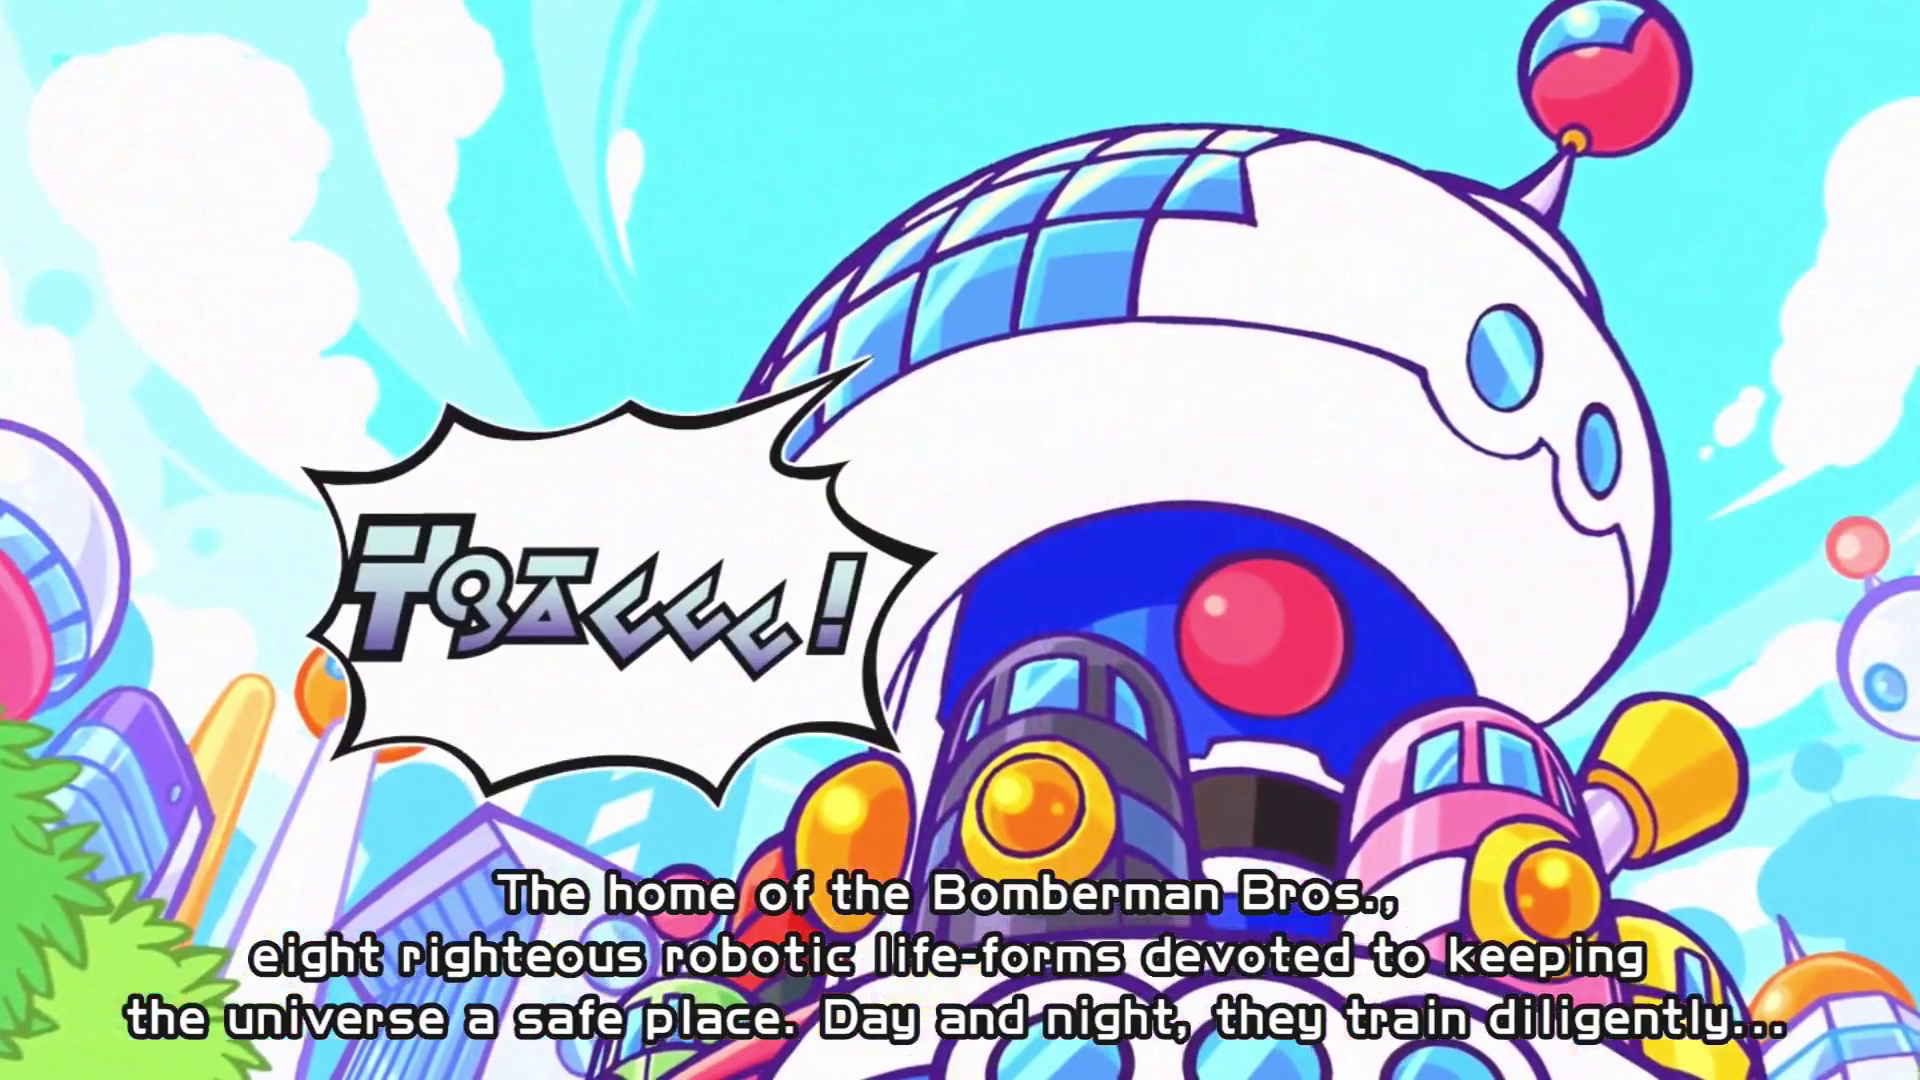 The home of the Bomberman Bros.,
eight righteous robotic life-forms devoted to keeping
the universe a safe place. Day and night, they train diligently...